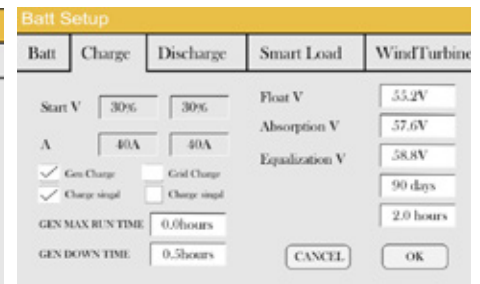 Batt Setup
Batt Charge Discharge Smart Load WindTurbine
Start V 30% 30%
A 40A 40A
Gen Charge Grid Charge
Charge singal Charge singal
GEN MAX RUN TIME 0.0hours
GEN DOWN TIME 0.5hours
Float V 55.2V
Absorption V 57.6V
Equalization V 58.8V
90 days
2.0 hours
CANCEL OK